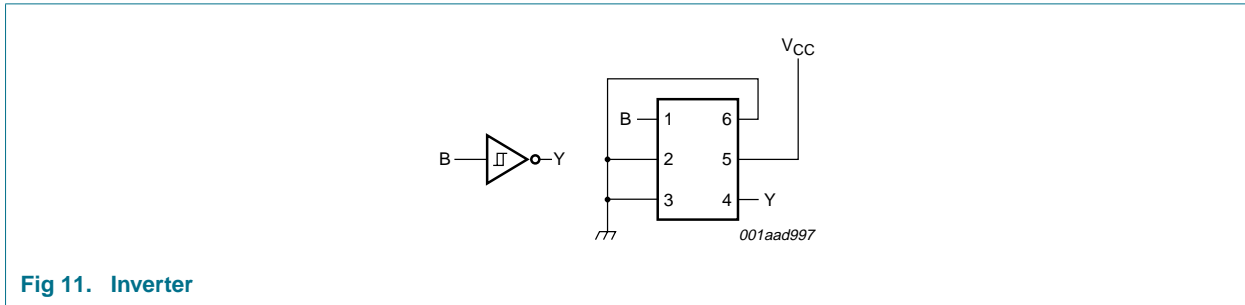 VCC
B 1 6
B Y 2 5
3 4 Y
001aad997
Fig 11. Inverter